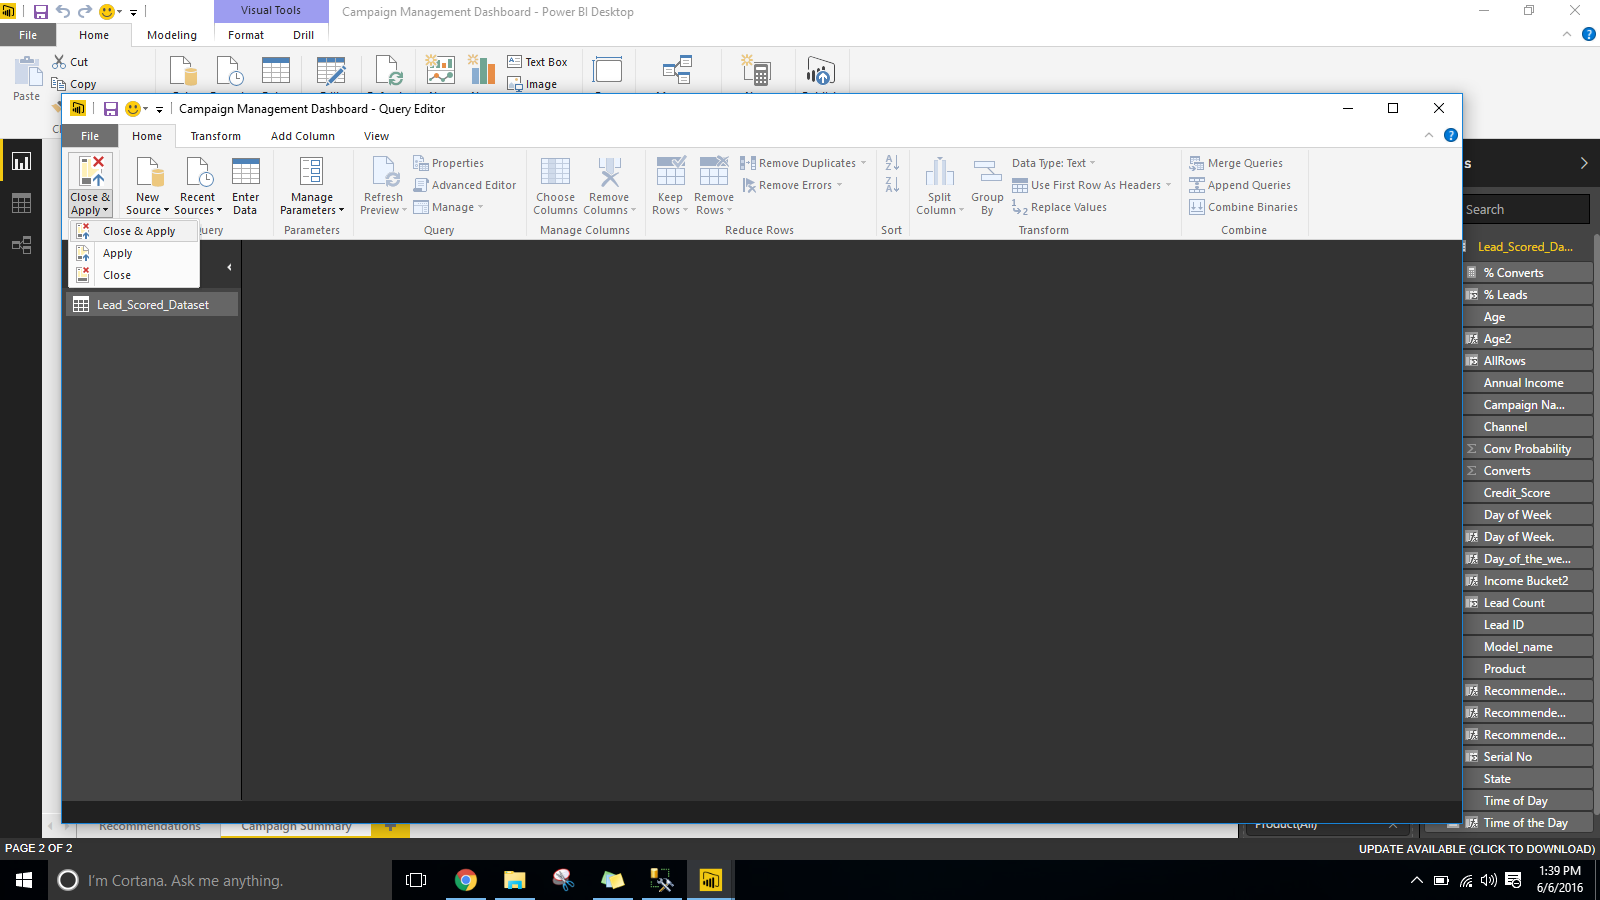 Visual Tools
Campaign Management Dashboard - Power BI Desktop
File
Home
Modeling
Format
Drill
Cut
Copy
Paste
Text Box
Image
Campaign Management Dashboard - Query Editor
File
Home
Transform
Add Column
View
Close &
Apply
New
Source
Recent
Sources
Enter
Data
Manage
Parameters
Parameters
Refresh
Preview
Properties
Advanced Editor
Manage
Query
Choose
Columns
Remove
Columns
Manage Columns
Keep
Rows
Remove
Rows
Remove Duplicates
Remove Errors
Reduce Rows
Sort
Split
Column
Group
By
Data Type: Text
Use First Row As Headers
Replace Values
Transform
Merge Queries
Append Queries
Combine Binaries
Combine
Close & Apply
Apply
Close
Lead_Scored_Dataset
Search
Lead_Scored_Da...
% Converts
% Leads
Age
Age2
AllRows
Annual Income
Campaign Na...
Channel
Conv Probability
Converts
Credit_Score
Day of Week
Day of Week.
Day_of_the_we...
Income Bucket2
Lead Count
Lead ID
Model_name
Product
Recommende...
Recommende...
Recommende...
Serial No
State
Time of Day
Time of the Day
Recommendations
Campaign Summary
Product(All)
PAGE 2 OF 2
UPDATE AVAILABLE (CLICK TO DOWNLOAD)
I'm Cortana. Ask me anything.
1:39 PM
6/6/2016